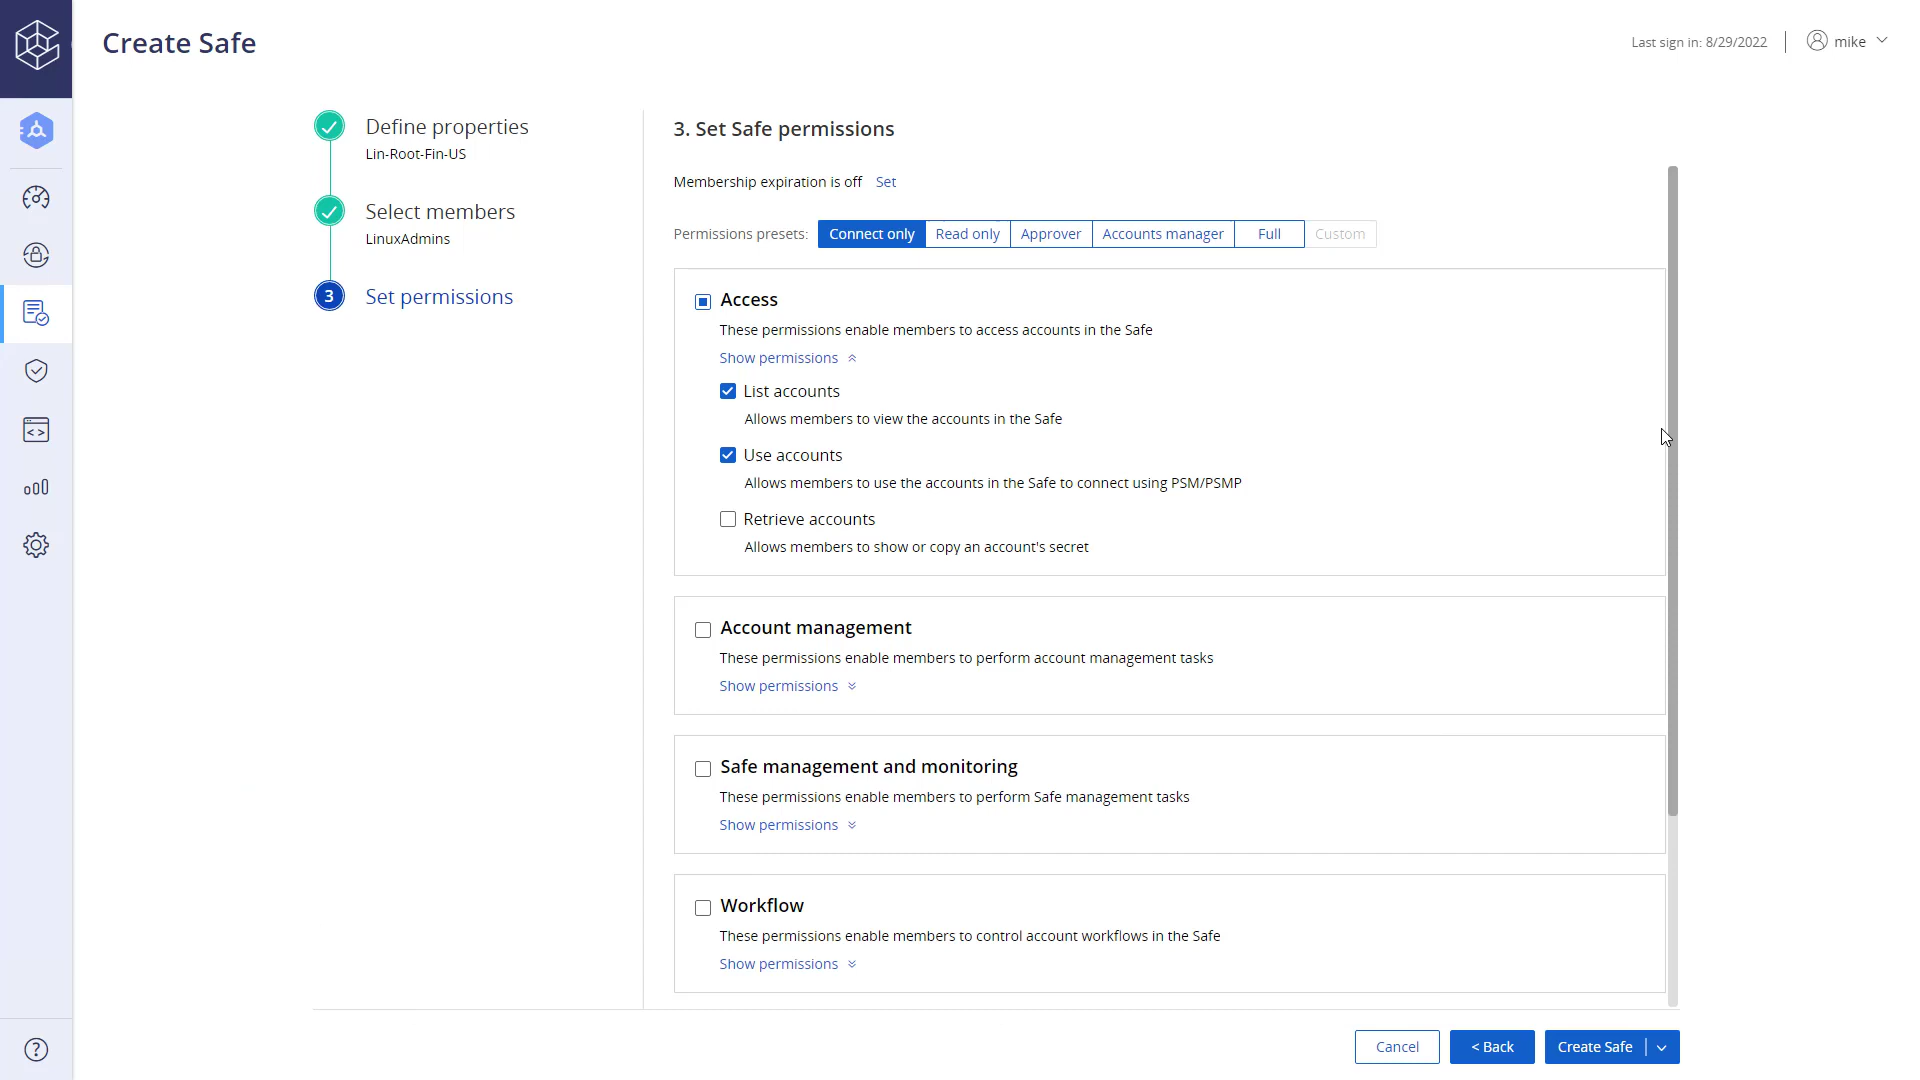 Create Safe
Last sign in: 8/29/2022
mike
Define properties
Lin-Root-Fin-US
Select members
LinuxAdmins
3
Set permissions
3. Set Safe permissions
Membership expiration is off Set
Permissions presets: Connect only Read only Approver Accounts manager Full Custom
Access
These permissions enable members to access accounts in the Safe
Show permissions
List accounts
Allows members to view the accounts in the Safe
Use accounts
Allows members to use the accounts in the Safe to connect using PSM/PSMP
Retrieve accounts
Allows members to show or copy an account's secret
Account management
These permissions enable members to perform account management tasks
Show permissions
Safe management and monitoring
These permissions enable members to perform Safe management tasks
Show permissions
Workflow
These permissions enable members to control account workflows in the Safe
Show permissions
Cancel < Back Create Safe